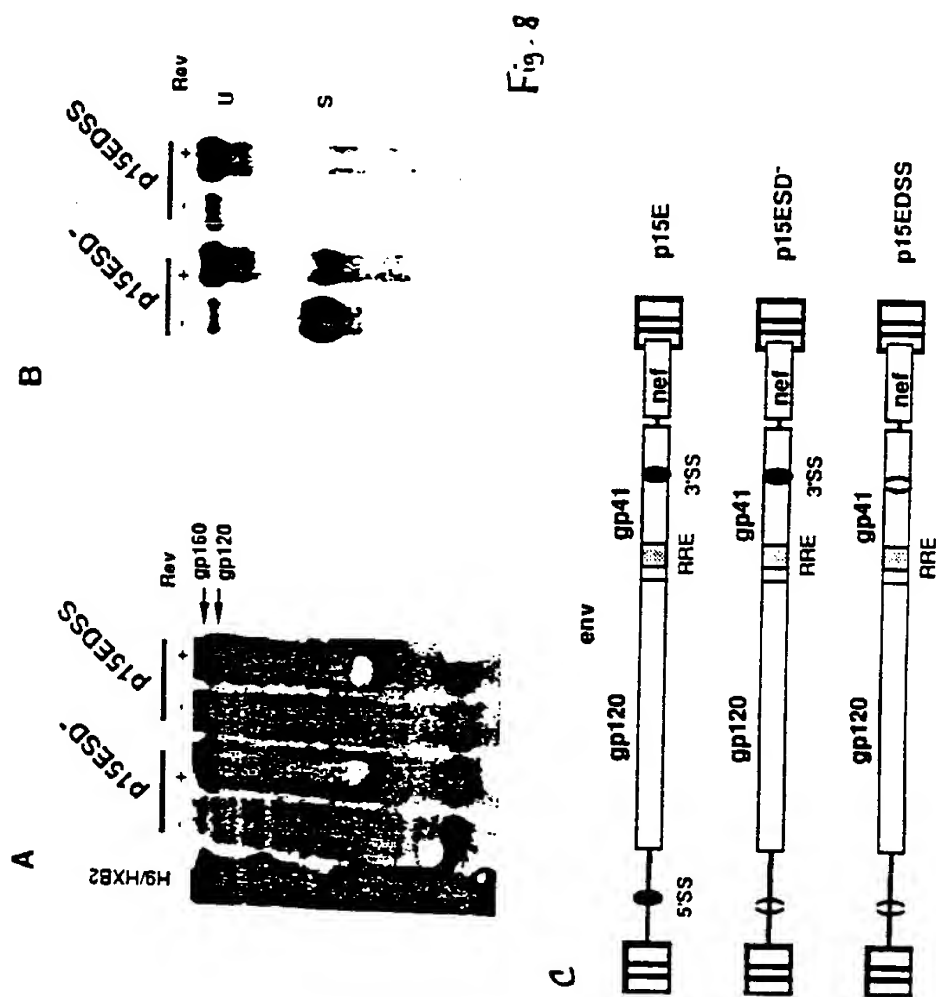 A
H9/HXB2
p15ESD-
p15EDSS
- + - + Rev
gp160
gp120
B
p15ESD-
p15EDSS
- + - + Rev
U
S
Fig. 8
C
env
gp120
gp41
5'SS
RRE
3'SS
nef
p15E
gp120
gp41
RRE
3'SS
nef
p15ESD-
gp120
gp41
RRE
nef
p15EDSS